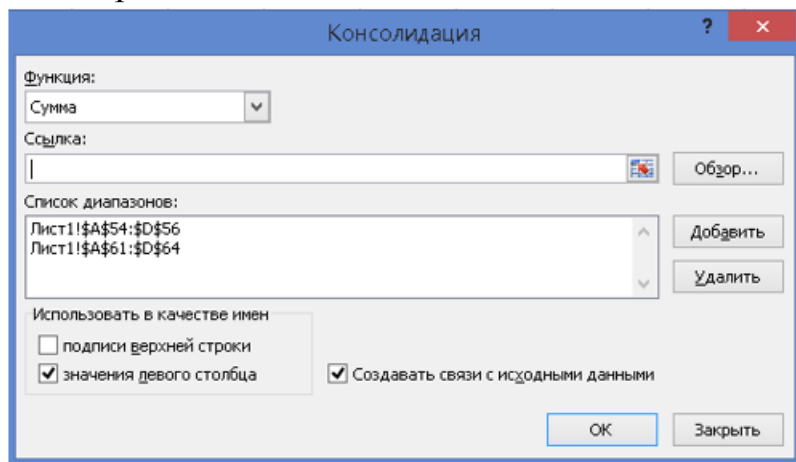 Консолидация
?
×
Функция:
Сумма
Ссылка:
Обзор...
Список диапазонов:
Лист1!$A$54:$D$56
Лист1!$A$61:$D$64
Добавить
Удалить
Использовать в качестве имен
подписи верхней строки
значения левого столбца
Создавать связи с исходными данными
OK
Закрыть